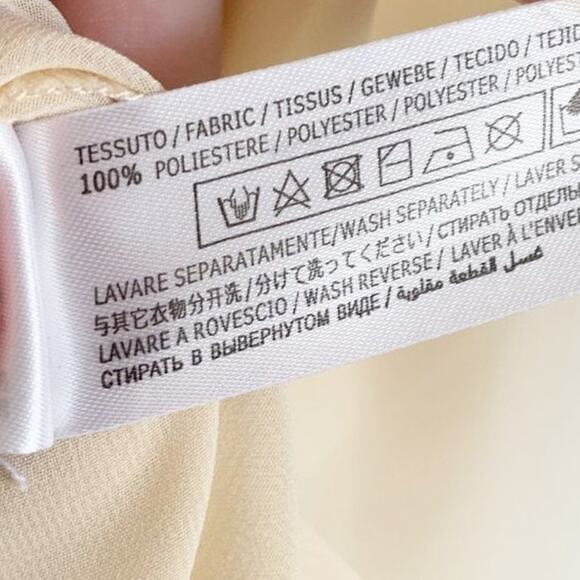 TESSUTO / FABRIC / TISSUS / GEWEBE / TECIDO / TEJID
100% POLIESTERE / POLYESTER / POLYESTER / POLYEST
LAVARE SEPARATAMENTE/WASH SEPARATELY / LAVER S
与其它衣物分开洗/分けて洗ってください/СТИРАТЬ ОТДЕЛЬ
LAVARE A ROVESCIO / WASH REVERSE / LAVER À L'ENVE
СТИРАТЬ В ВЫВЕРНУТОМ ВИДЕ / غسل القطعة مقلوبة